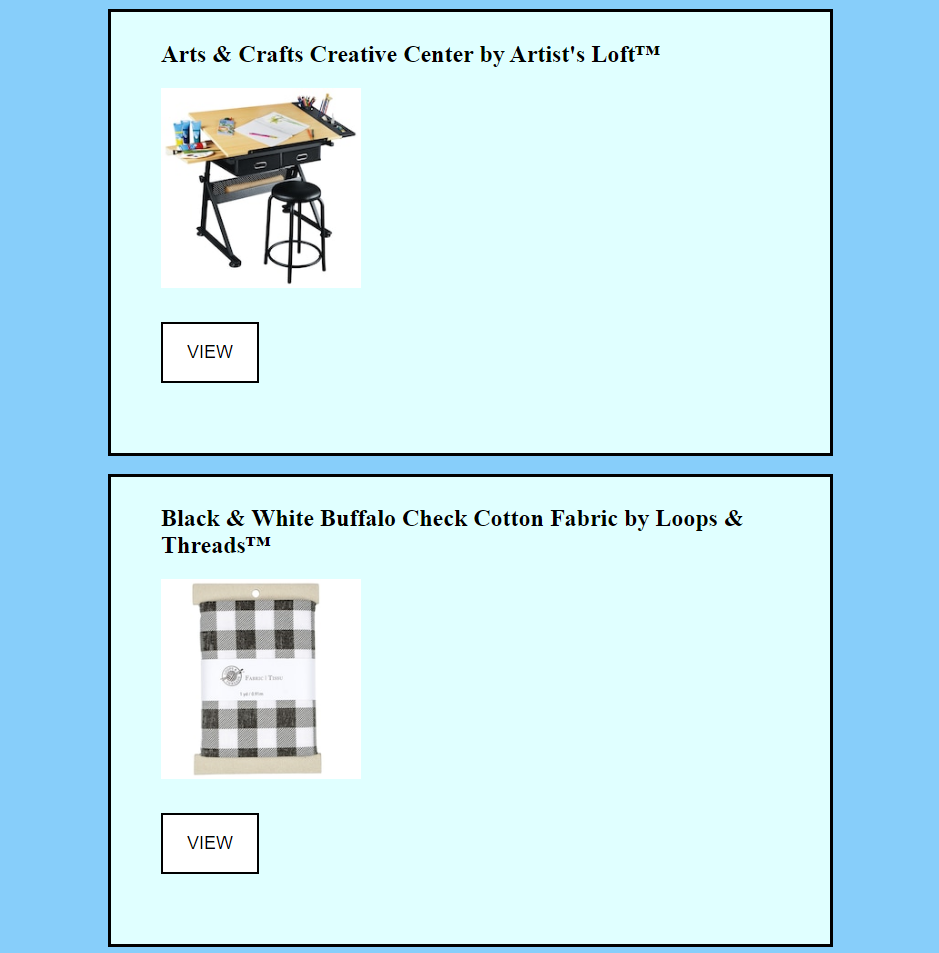 Arts & Crafts Creative Center by Artist's Loft™
VIEW
Black & White Buffalo Check Cotton Fabric by Loops &
Threads™
FABRIC | TISSU
VIEW